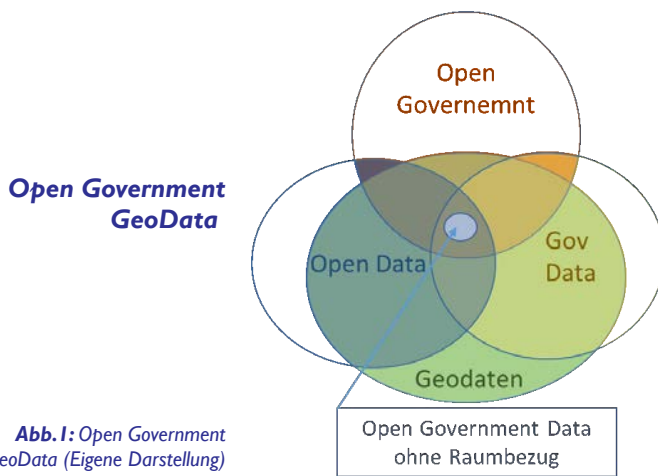 Open
Governemnt
Open Government
GeoData
Open Data
Gov
Data
Geodaten
Abb.1: Open Government
eoData (Eigene Darstellung)
Open Government Data
ohne Raumbezug